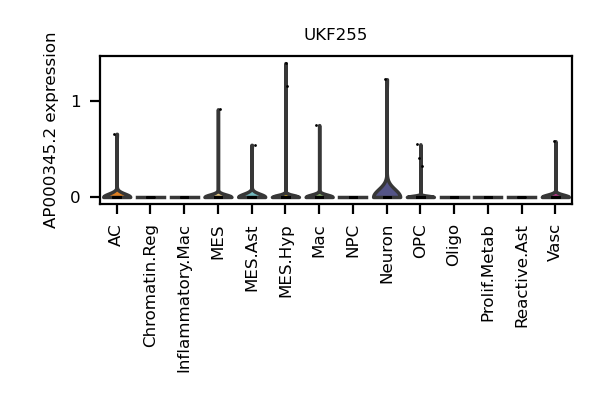 UKF255
AP000345.2 expression
1
0
AC
Chromatin.Reg
Inflammatory.Mac
MES
MES.Ast
MES.Hyp
Mac
NPC
Neuron
OPC
Oligo
Prolif.Metab
Reactive.Ast
Vasc